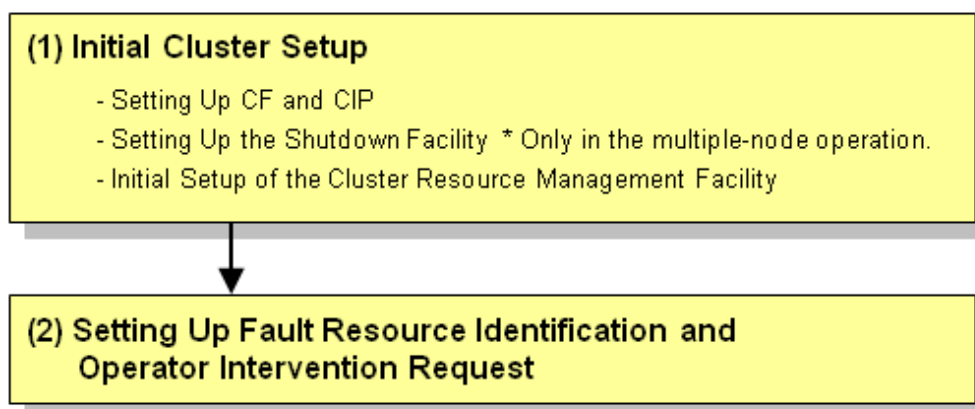 (1) Initial Cluster Setup
- Setting Up CF and CIP
- Setting Up the Shutdown Facility * Only in the multiple-node operation.
- Initial Setup of the Cluster Resource Management Facility
(2) Setting Up Fault Resource Identification and
Operator Intervention Request